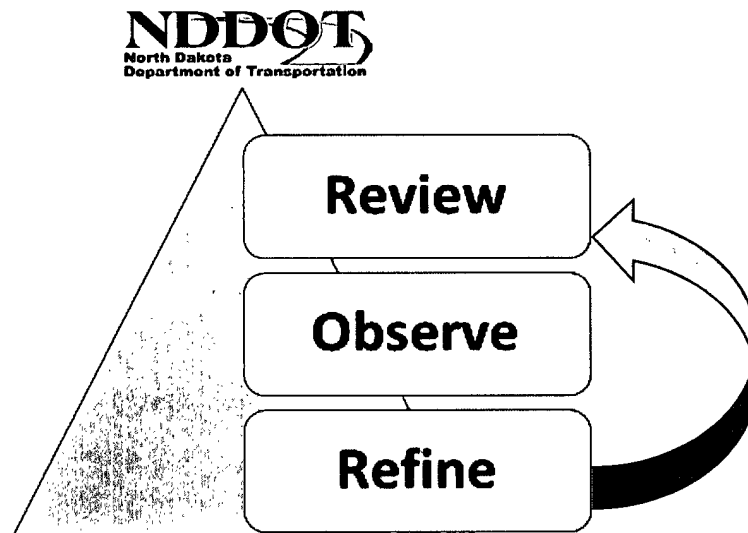 NDDOT
North Dakota
Department of Transportation
Review
Observe
Refine